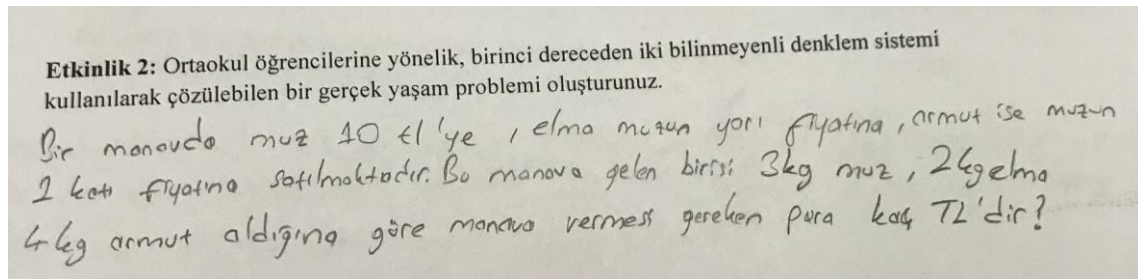 Etkinlik 2: Ortaokul öğrencilerine yönelik, birinci dereceden iki bilinmeyenli denklem sistemi
kullanılarak çözülebilen bir gerçek yaşam problemi oluşturunuz.
Bir manavda muz 10 tl'ye , elma muzun yarı fiyatına , armut ise muzun
2 katı fiyatına satılmaktadır. Bu manava gelen birisi 3kg muz , 2kg elma
4 kg armut aldığına göre manava vermesi gereken para kaç TL'dir?